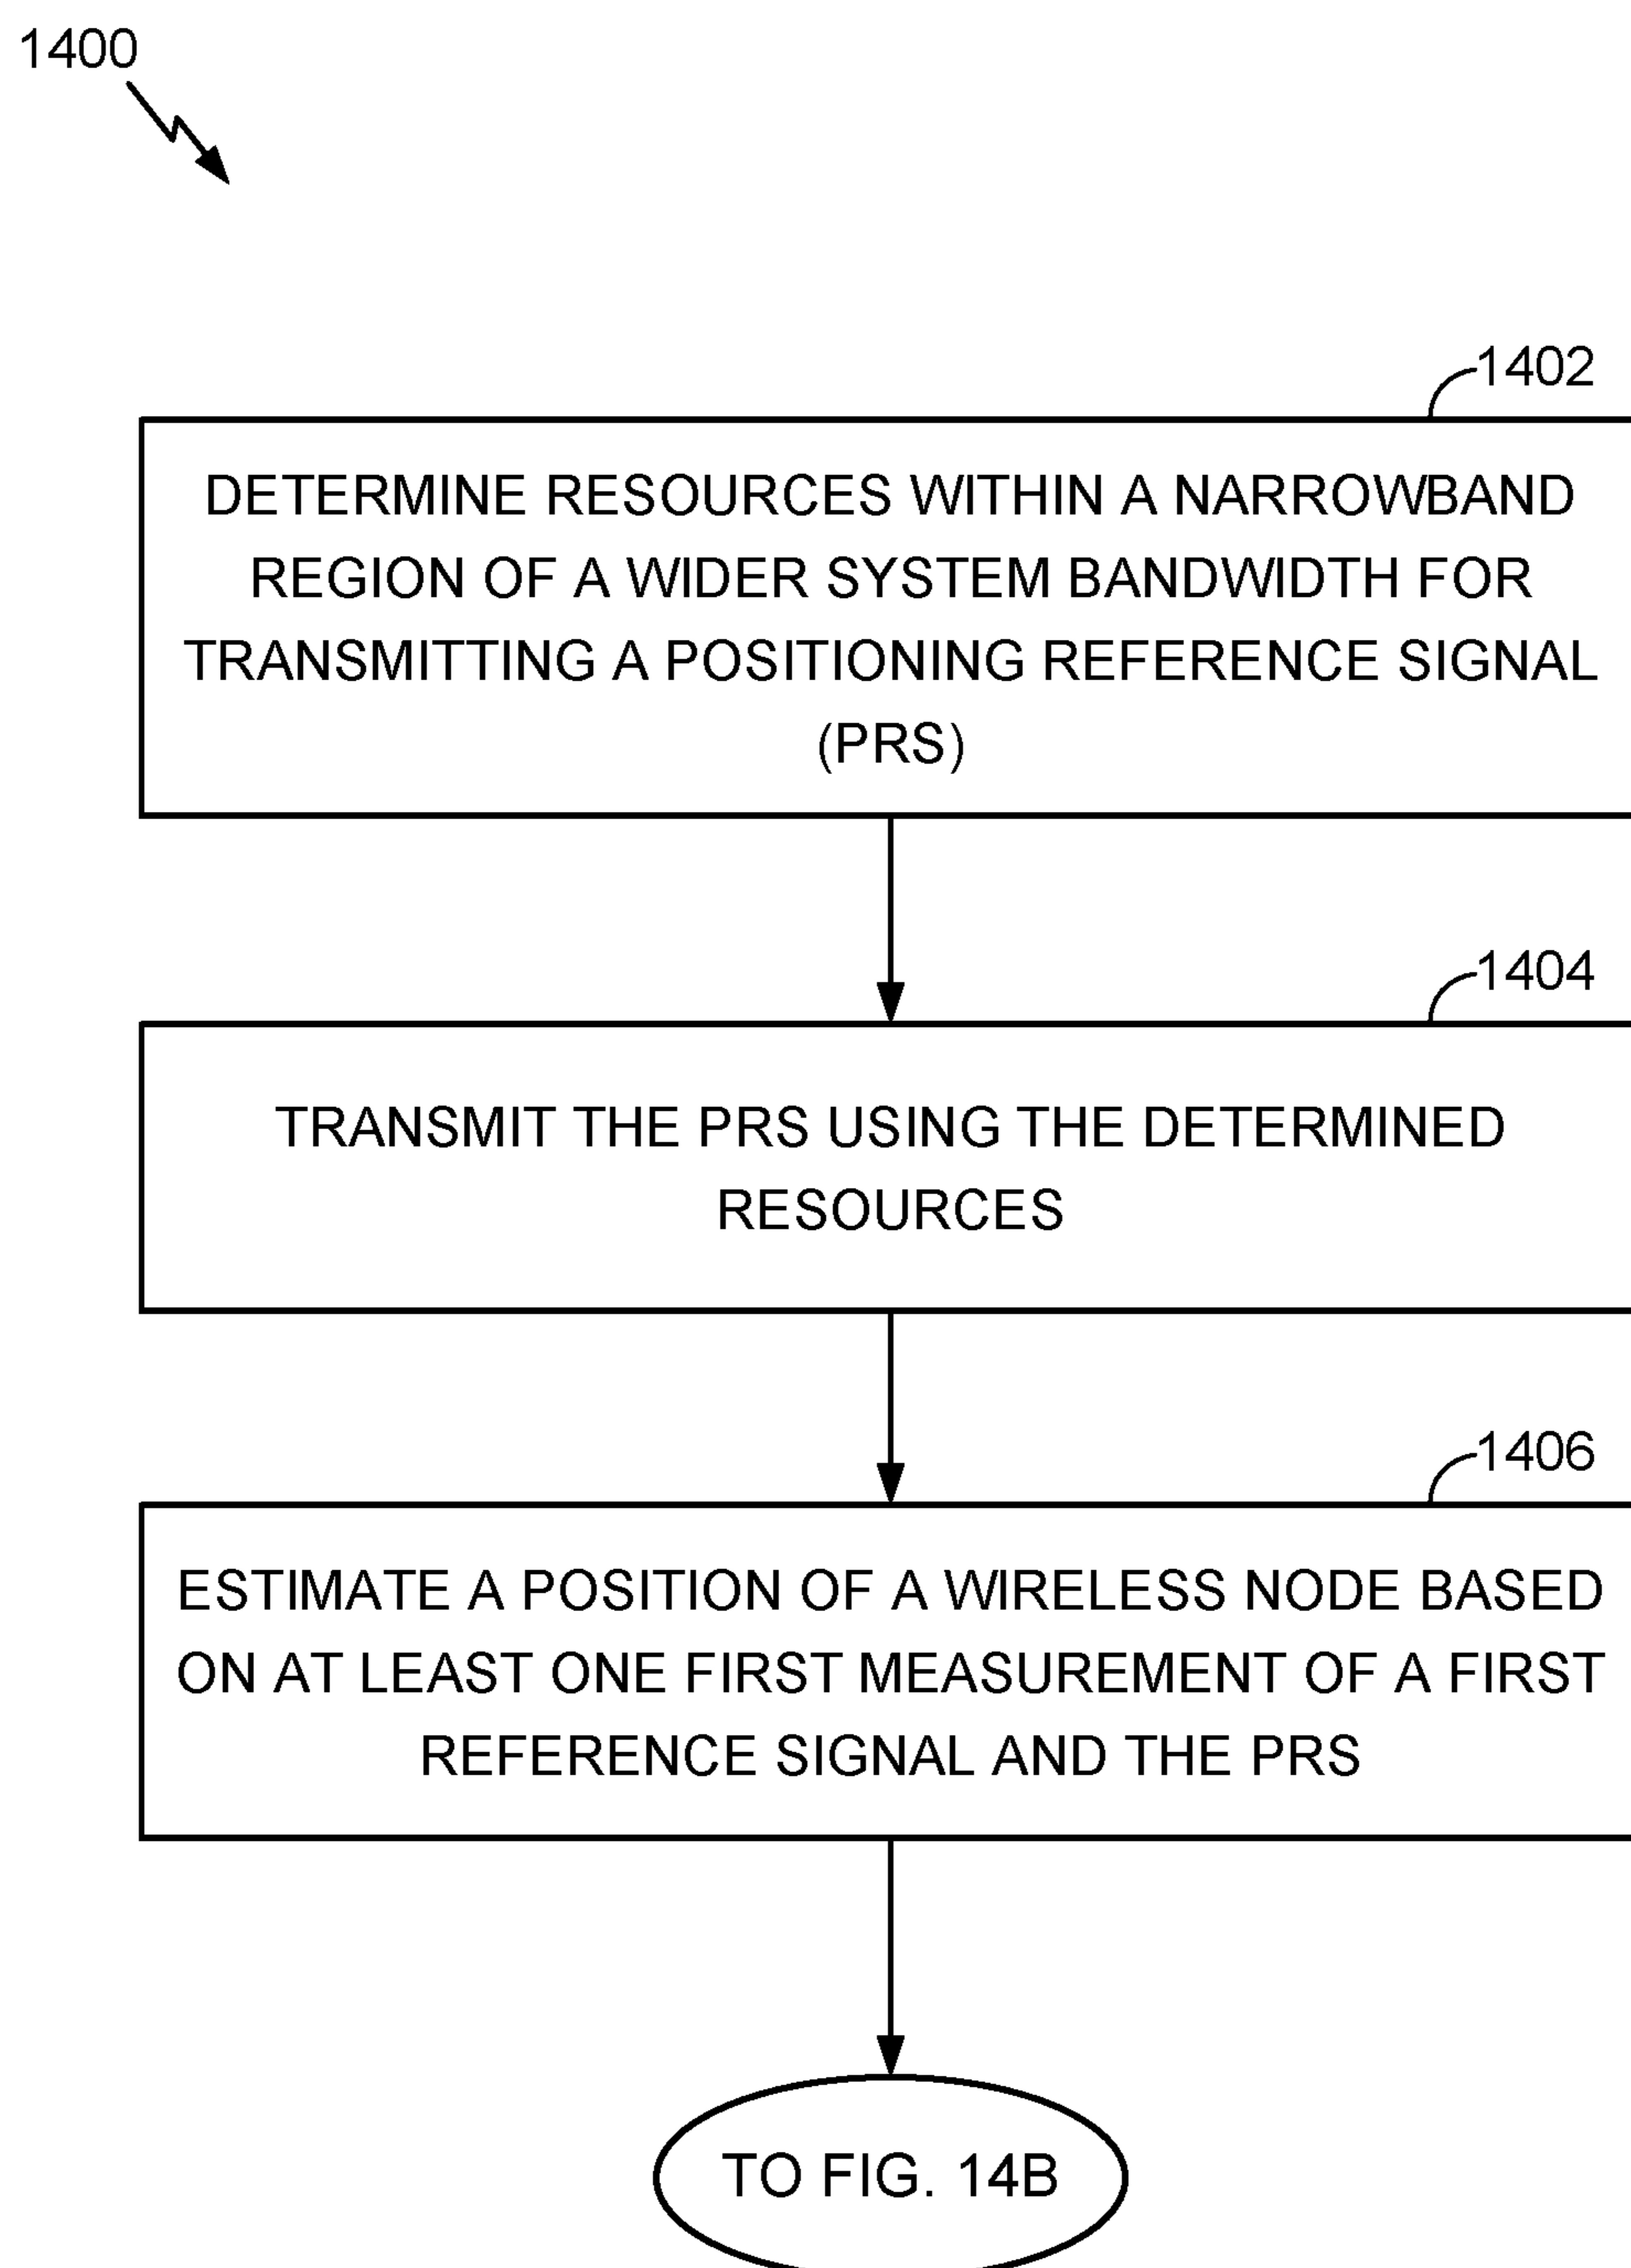 1400
1402
DETERMINE RESOURCES WITHIN A NARROWBAND
REGION OF A WIDER SYSTEM BANDWIDTH FOR
TRANSMITTING A POSITIONING REFERENCE SIGNAL
(PRS)
1404
TRANSMIT THE PRS USING THE DETERMINED
RESOURCES
1406
ESTIMATE A POSITION OF A WIRELESS NODE BASED
ON AT LEAST ONE FIRST MEASUREMENT OF A FIRST
REFERENCE SIGNAL AND THE PRS
TO FIG. 14B